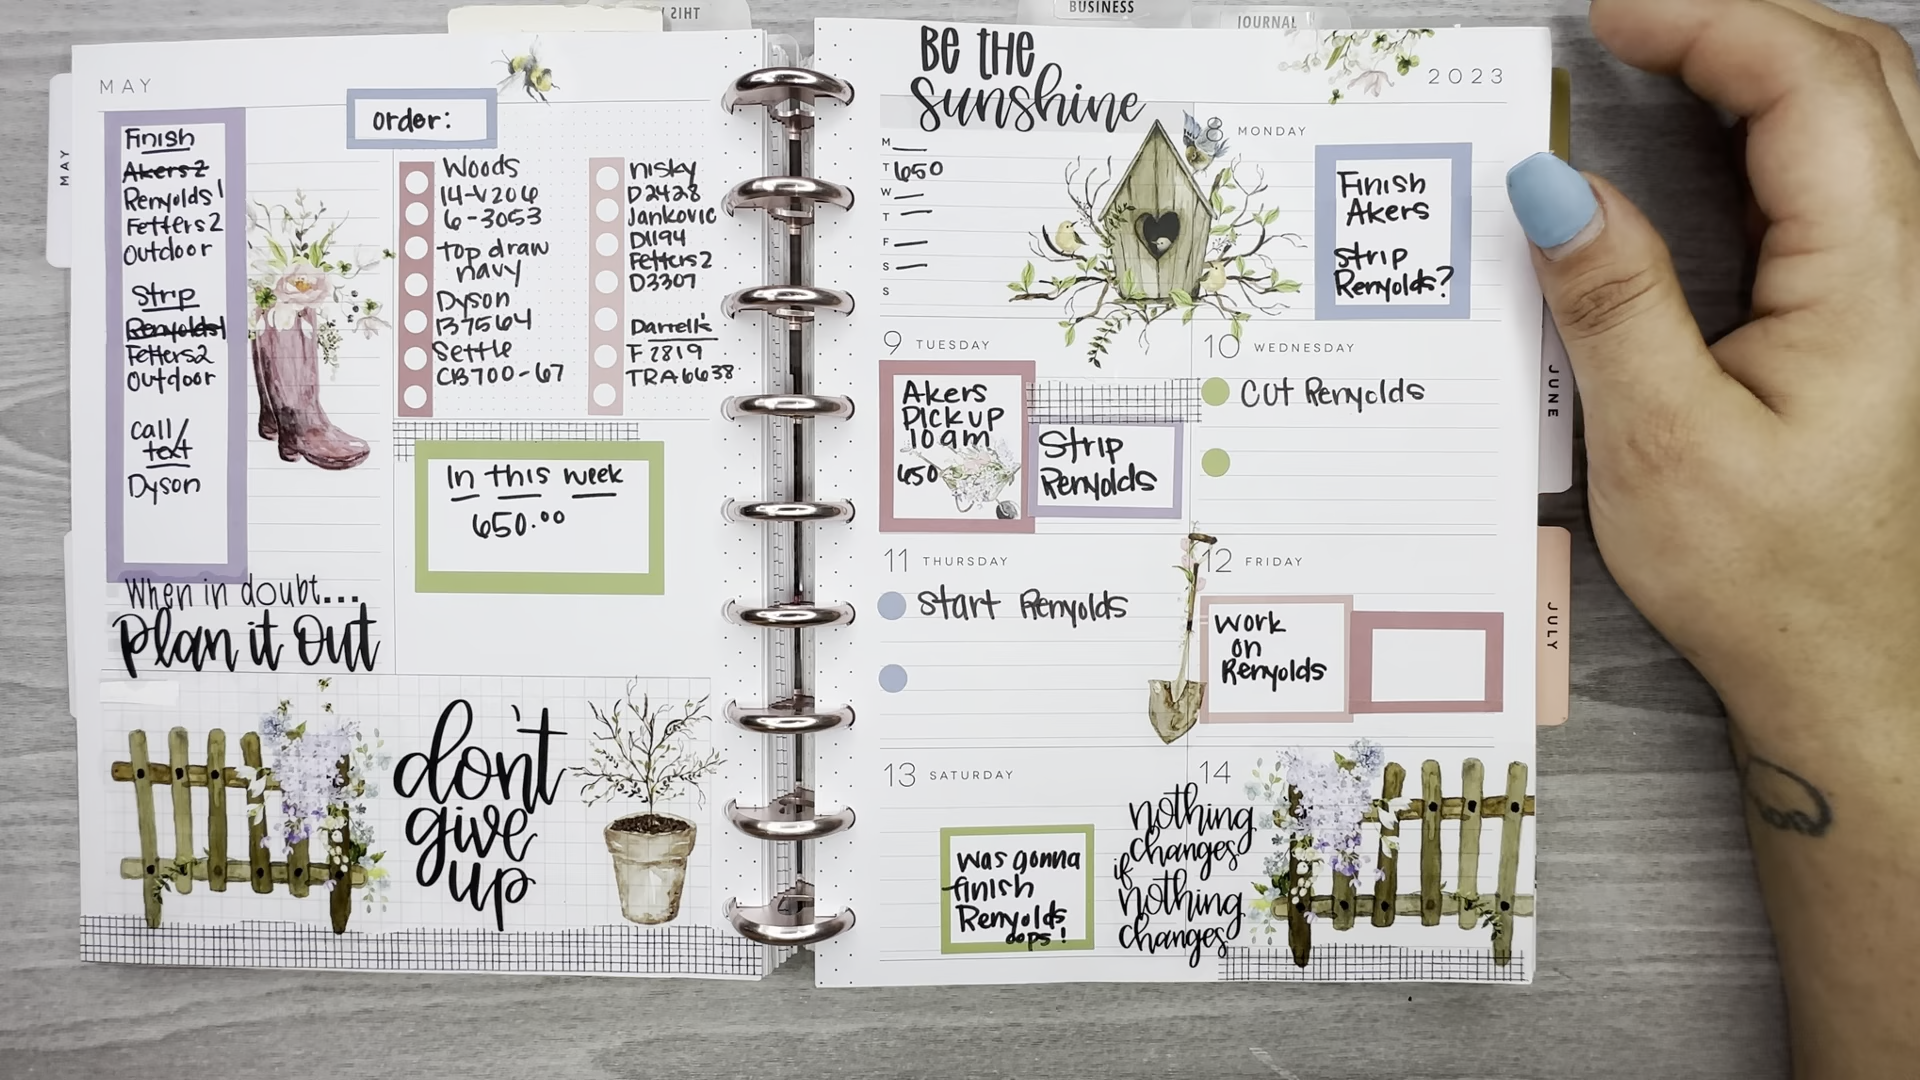 BUSINESS
JOURNAL
MAY
MAY
order:
Finish
Akers 2
Renyolds 1
Fetters 2
Outdoor
Strip
Renyolds 1
Fetters 2
Outdoor
Call/
text
Dyson
Woods
14-V206
6-3053
Top draw
navy
Dyson
B7564
Settle
CB700-67
nisky
D2428
Jankovic
D1194
Fetters 2
D3307
Darrell's
F2819
TRA6638
In this week
650.00
When in doubt...
Plan it Out
don't
give
up
BE tHE
Sunshine
2023
M
T 650
W
T
F
S
S
8 MONDAY
Finish
Akers
Strip
Renyolds?
9 TUESDAY
Akers
Pickup
10am
650
Strip
Renyolds
10 WEDNESDAY
Cut Renyolds
11 THURSDAY
Start Renyolds
12 FRIDAY
Work
on
Renyolds
13 SATURDAY
Was gonna
finish
Renyolds
oops!
14
nothing
changes
if
nothing
changes
JUNE
JULY